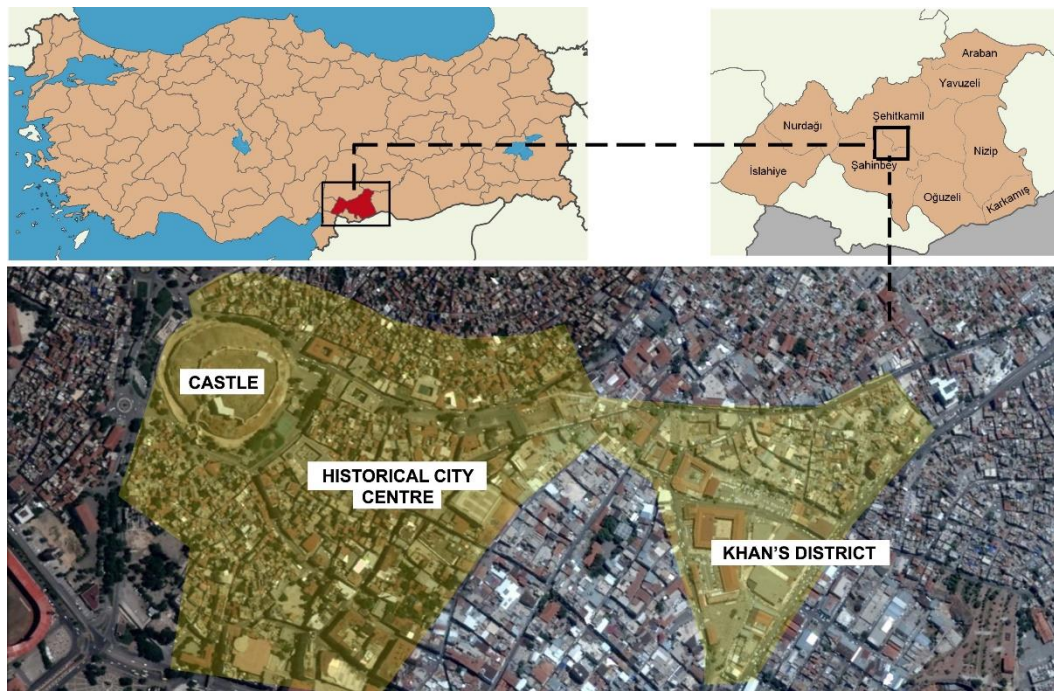 Araban
Yavuzeli
Şehitkamil
Nurdağı
Nizip
Şahinbey
İslahiye
Oğuzeli
Karkamış
CASTLE
HISTORICAL CITY
CENTRE
KHAN'S DISTRICT